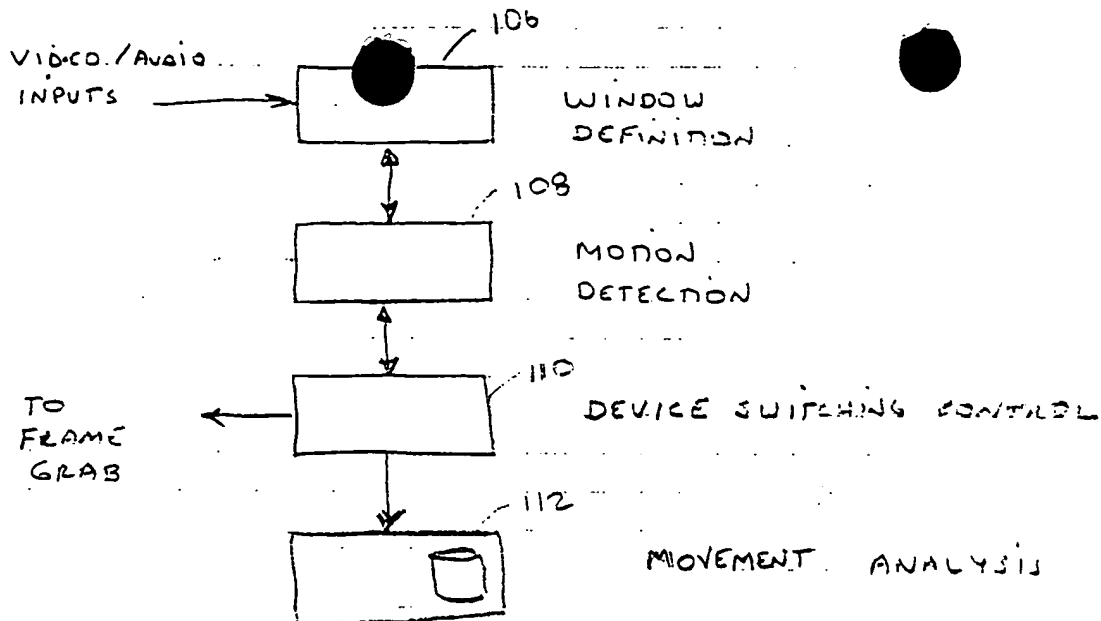 106
VIDEO/AUDIO
INPUTS
WINDOW
DEFINITION
108
MOTION
DETECTION
110
TO
FRAME
GRAB
DEVICE SWITCHING CONTROL
112
MOVEMENT ANALYSIS